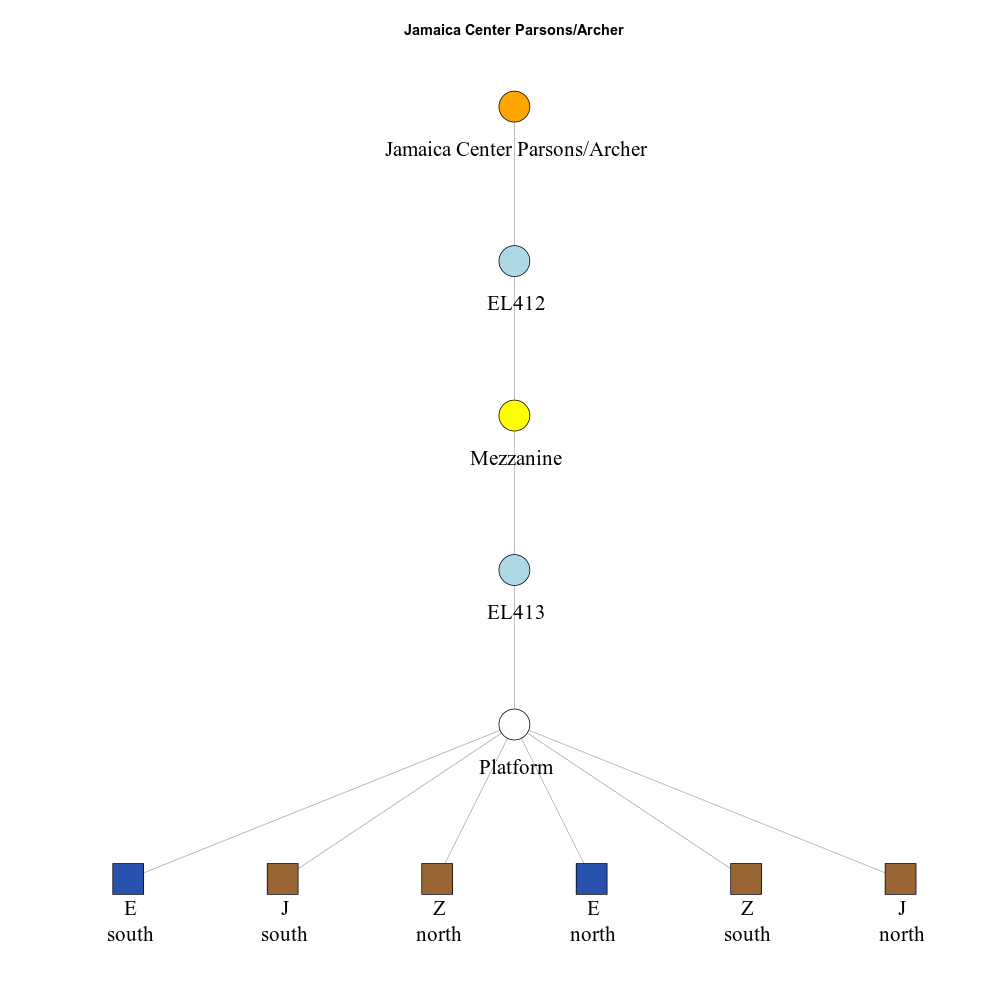 Jamaica Center Parsons/Archer
Jamaica Center Parsons/Archer
EL412
Mezzanine
EL413
Platform
E J Z E Z J
south south north north south north